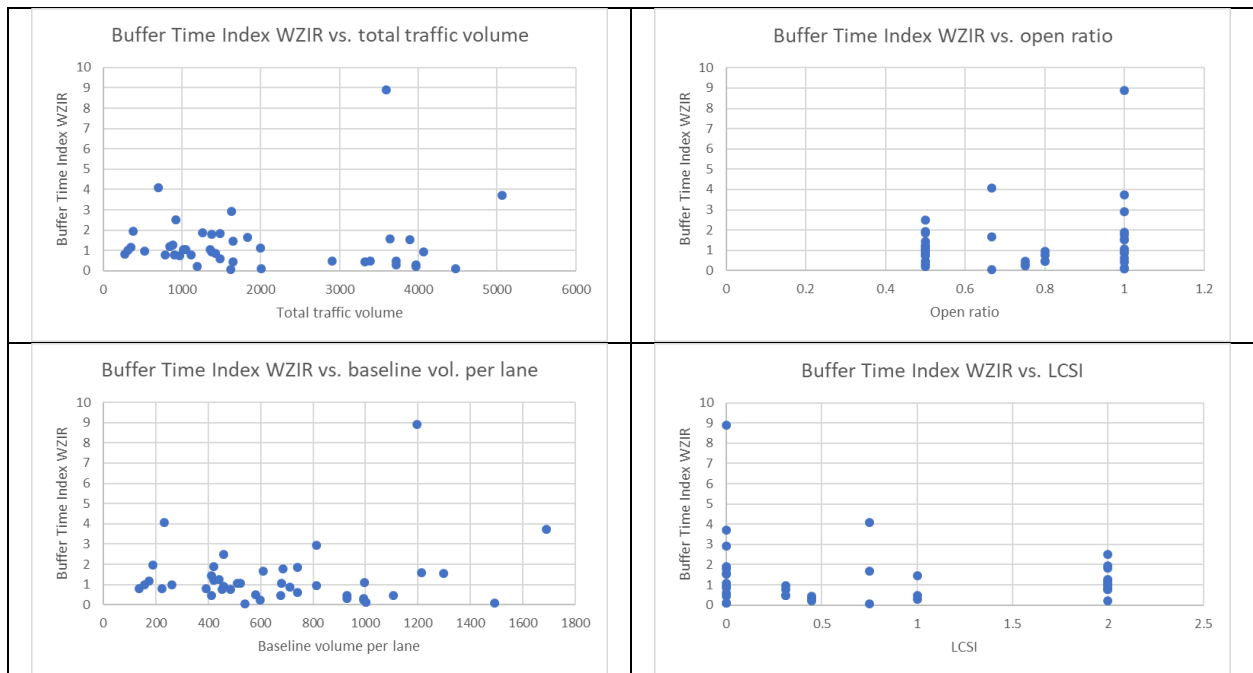 Buffer Time Index WZIR vs. total traffic volume
Buffer Time Index WZIR
10
9
8
7
6
5
4
3
2
1
0
0 1000 2000 3000 4000 5000 6000
Total traffic volume
Buffer Time Index WZIR vs. open ratio
Buffer Time Index WZIR
10
9
8
7
6
5
4
3
2
1
0
0 0.2 0.4 0.6 0.8 1 1.2
Open ratio
Buffer Time Index WZIR vs. baseline vol. per lane
Buffer Time Index WZIR
10
9
8
7
6
5
4
3
2
1
0
0 200 400 600 800 1000 1200 1400 1600 1800
Baseline volume per lane
Buffer Time Index WZIR vs. LCSI
Buffer Time Index WZIR
10
9
8
7
6
5
4
3
2
1
0
0 0.5 1 1.5 2 2.5
LCSI